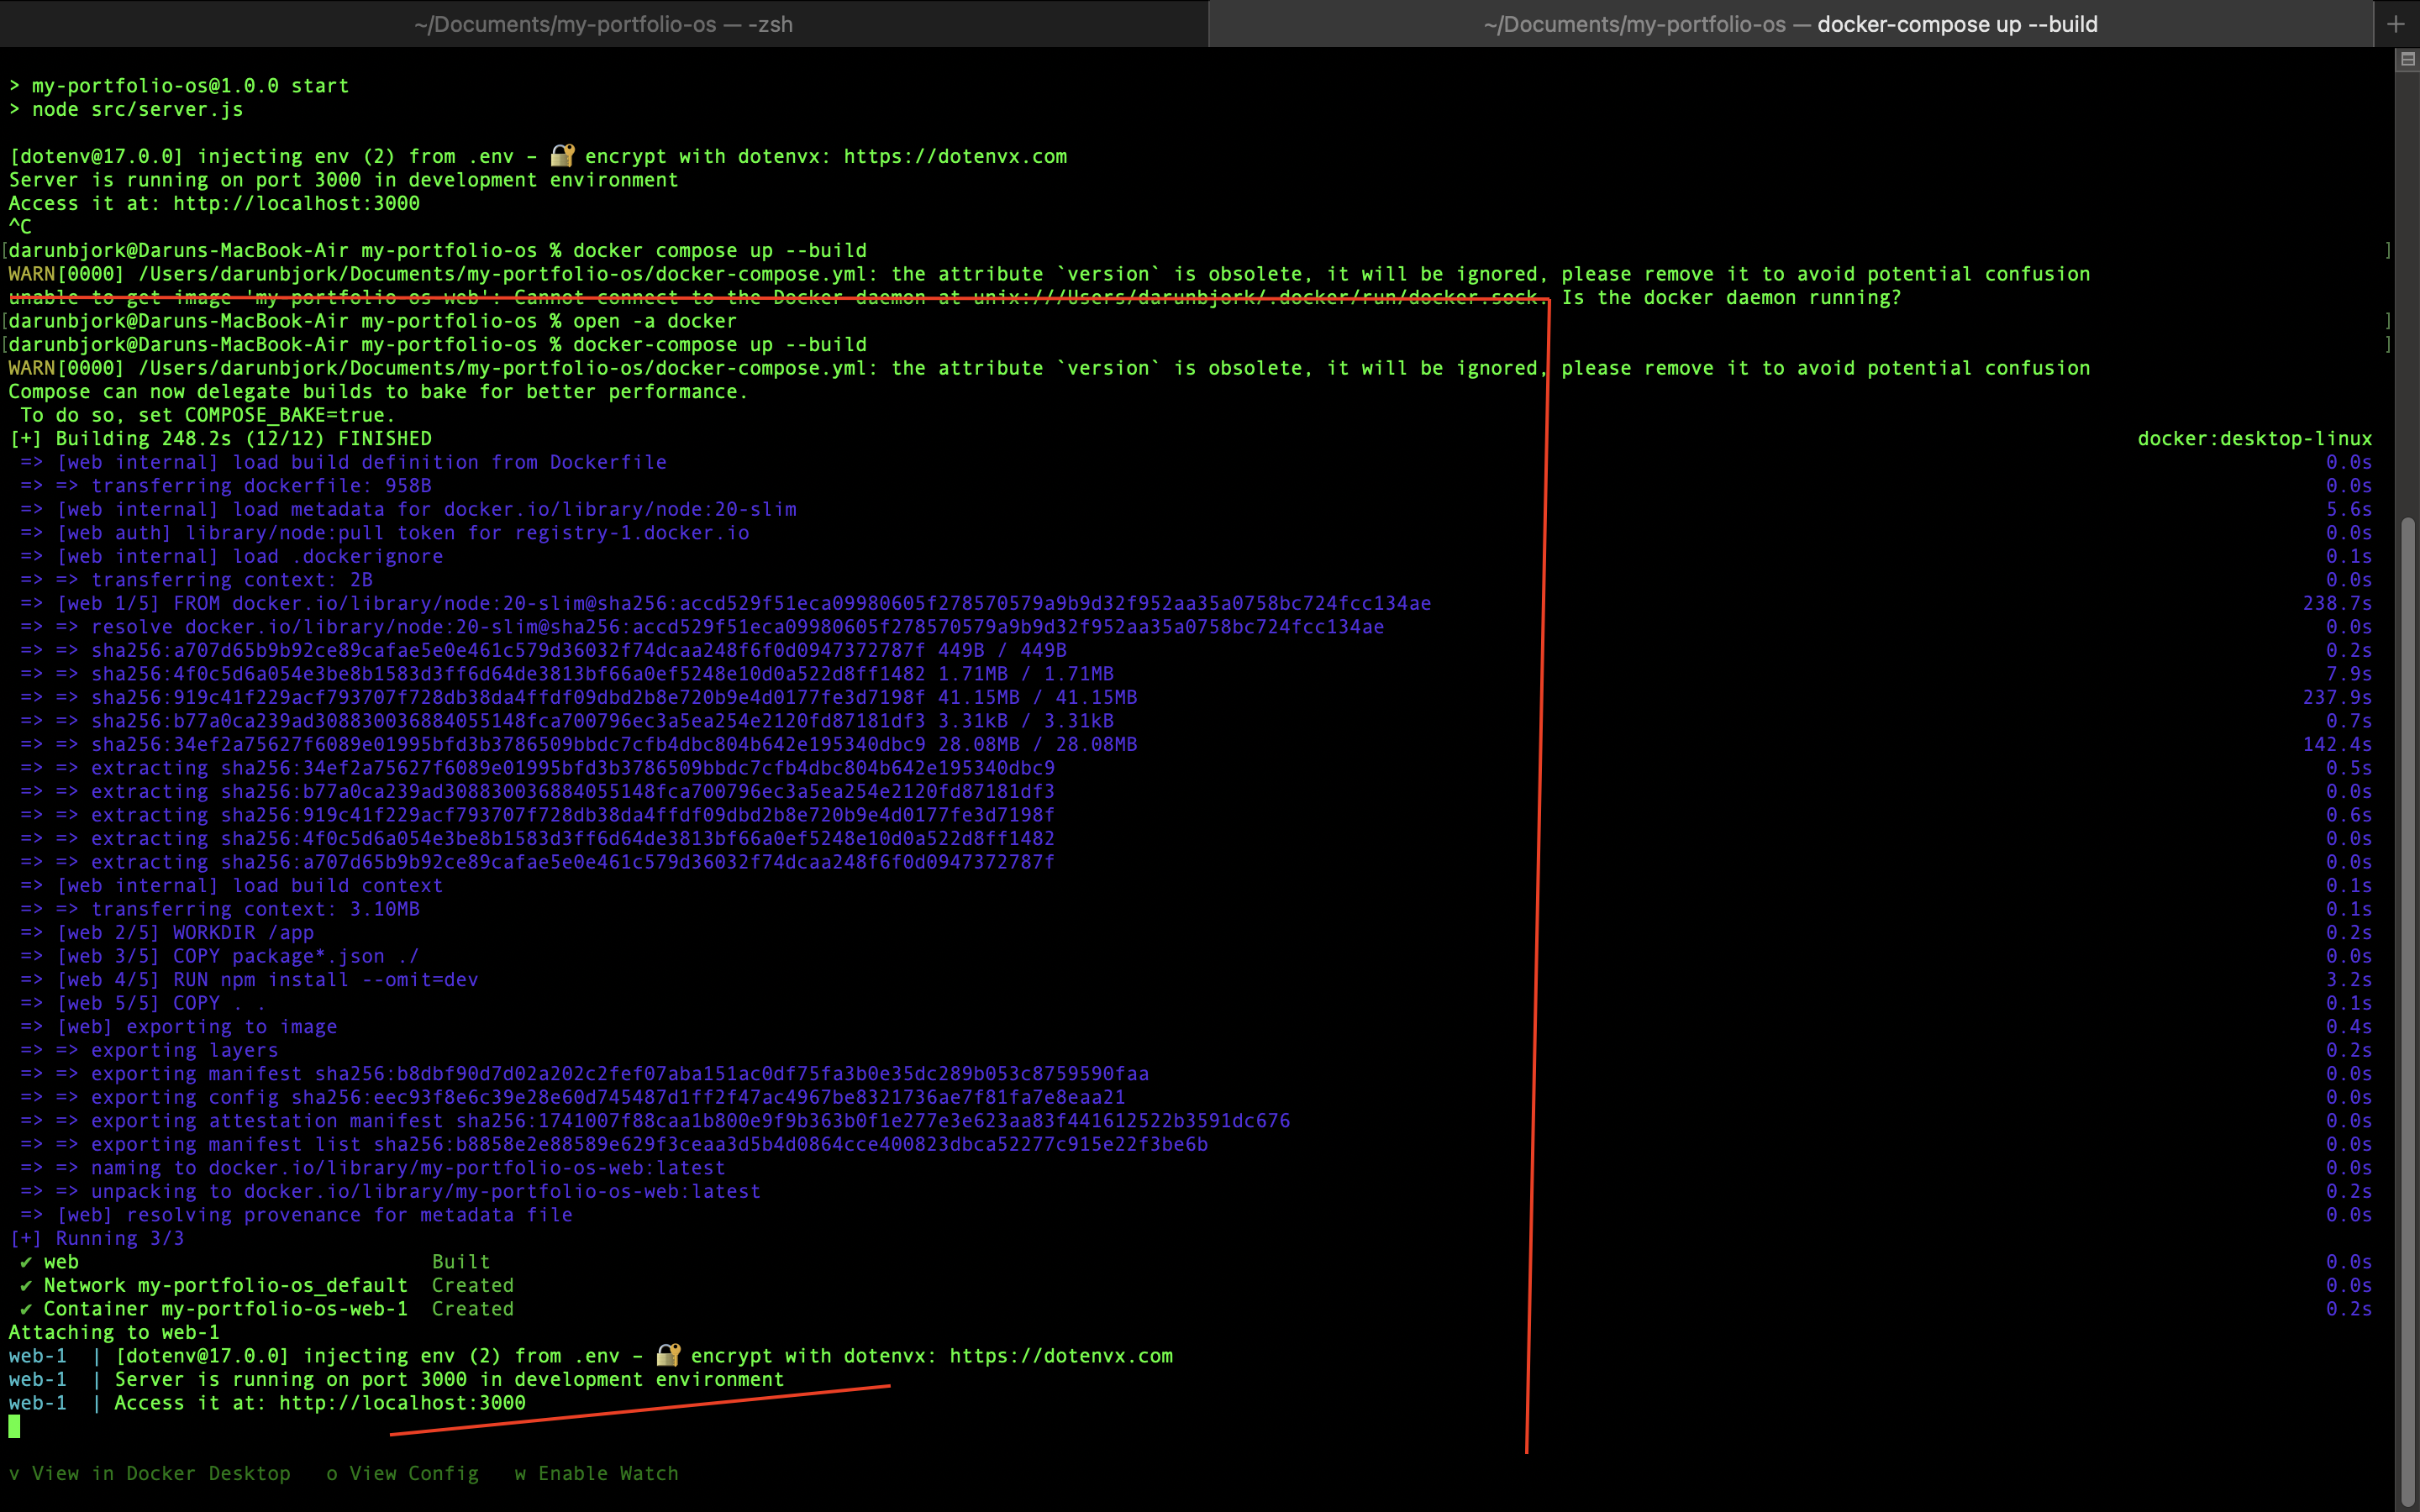 ~/Documents/my-portfolio-os — -zsh
~/Documents/my-portfolio-os — docker-compose up --build
> my-portfolio-os@1.0.0 start
> node src/server.js
[dotenv@17.0.0] injecting env (2) from .env – 🔐 encrypt with dotenvx: https://dotenvx.com
Server is running on port 3000 in development environment
Access it at: http://localhost:3000
^C
[darunbjork@Daruns-MacBook-Air my-portfolio-os % docker compose up --build ]
WARN[0000] /Users/darunbjork/Documents/my-portfolio-os/docker-compose.yml: the attribute `version` is obsolete, it will be ignored, please remove it to avoid potential confusion
unable to get image 'my-portfolio-os-web': Cannot connect to the Docker daemon at unix:///Users/darunbjork/.docker/run/docker.sock. Is the docker daemon running?
[darunbjork@Daruns-MacBook-Air my-portfolio-os % open -a docker ]
[darunbjork@Daruns-MacBook-Air my-portfolio-os % docker-compose up --build ]
WARN[0000] /Users/darunbjork/Documents/my-portfolio-os/docker-compose.yml: the attribute `version` is obsolete, it will be ignored, please remove it to avoid potential confusion
Compose can now delegate builds to bake for better performance.
To do so, set COMPOSE_BAKE=true.
[+] Building 248.2s (12/12) FINISHED docker:desktop-linux
=> [web internal] load build definition from Dockerfile 0.0s
=> => transferring dockerfile: 958B 0.0s
=> [web internal] load metadata for docker.io/library/node:20-slim 5.6s
=> [web auth] library/node:pull token for registry-1.docker.io 0.0s
=> [web internal] load .dockerignore 0.1s
=> => transferring context: 2B 0.0s
=> [web 1/5] FROM docker.io/library/node:20-slim@sha256:accd529f51eca09980605f278570579a9b9d32f952aa35a0758bc724fcc134ae 238.7s
=> => resolve docker.io/library/node:20-slim@sha256:accd529f51eca09980605f278570579a9b9d32f952aa35a0758bc724fcc134ae 0.0s
=> => sha256:a707d65b9b92ce89cafae5e0e461c579d36032f74dcaa248f6f0d0947372787f 449B / 449B 0.2s
=> => sha256:4f0c5d6a054e3be8b1583d3ff6d64de3813bf66a0ef5248e10d0a522d8ff1482 1.71MB / 1.71MB 7.9s
=> => sha256:919c41f229acf793707f728db38da4ffdf09dbd2b8e720b9e4d0177fe3d7198f 41.15MB / 41.15MB 237.9s
=> => sha256:b77a0ca239ad308830036884055148fca700796ec3a5ea254e2120fd87181df3 3.31kB / 3.31kB 0.7s
=> => sha256:34ef2a75627f6089e01995bfd3b3786509bbdc7cfb4dbc804b642e195340dbc9 28.08MB / 28.08MB 142.4s
=> => extracting sha256:34ef2a75627f6089e01995bfd3b3786509bbdc7cfb4dbc804b642e195340dbc9 0.5s
=> => extracting sha256:b77a0ca239ad308830036884055148fca700796ec3a5ea254e2120fd87181df3 0.0s
=> => extracting sha256:919c41f229acf793707f728db38da4ffdf09dbd2b8e720b9e4d0177fe3d7198f 0.6s
=> => extracting sha256:4f0c5d6a054e3be8b1583d3ff6d64de3813bf66a0ef5248e10d0a522d8ff1482 0.0s
=> => extracting sha256:a707d65b9b92ce89cafae5e0e461c579d36032f74dcaa248f6f0d0947372787f 0.0s
=> [web internal] load build context 0.1s
=> => transferring context: 3.10MB 0.1s
=> [web 2/5] WORKDIR /app 0.2s
=> [web 3/5] COPY package*.json ./ 0.0s
=> [web 4/5] RUN npm install --omit=dev 3.2s
=> [web 5/5] COPY . . 0.1s
=> [web] exporting to image 0.4s
=> => exporting layers 0.2s
=> => exporting manifest sha256:b8dbf90d7d02a202c2fef07aba151ac0df75fa3b0e35dc289b053c8759590faa 0.0s
=> => exporting config sha256:eec93f8e6c39e28e60d745487d1ff2f47ac4967be8321736ae7f81fa7e8eaa21 0.0s
=> => exporting attestation manifest sha256:1741007f88caa1b800e9f9b363b0f1e277e3e623aa83f441612522b3591dc676 0.0s
=> => exporting manifest list sha256:b8858e2e88589e629f3ceaa3d5b4d0864cce400823dbca52277c915e22f3be6b 0.0s
=> => naming to docker.io/library/my-portfolio-os-web:latest 0.0s
=> => unpacking to docker.io/library/my-portfolio-os-web:latest 0.2s
=> [web] resolving provenance for metadata file 0.0s
[+] Running 3/3
✔ web Built 0.0s
✔ Network my-portfolio-os_default Created 0.0s
✔ Container my-portfolio-os-web-1 Created 0.2s
Attaching to web-1
web-1 | [dotenv@17.0.0] injecting env (2) from .env – 🔐 encrypt with dotenvx: https://dotenvx.com
web-1 | Server is running on port 3000 in development environment
web-1 | Access it at: http://localhost:3000
v View in Docker Desktop o View Config w Enable Watch